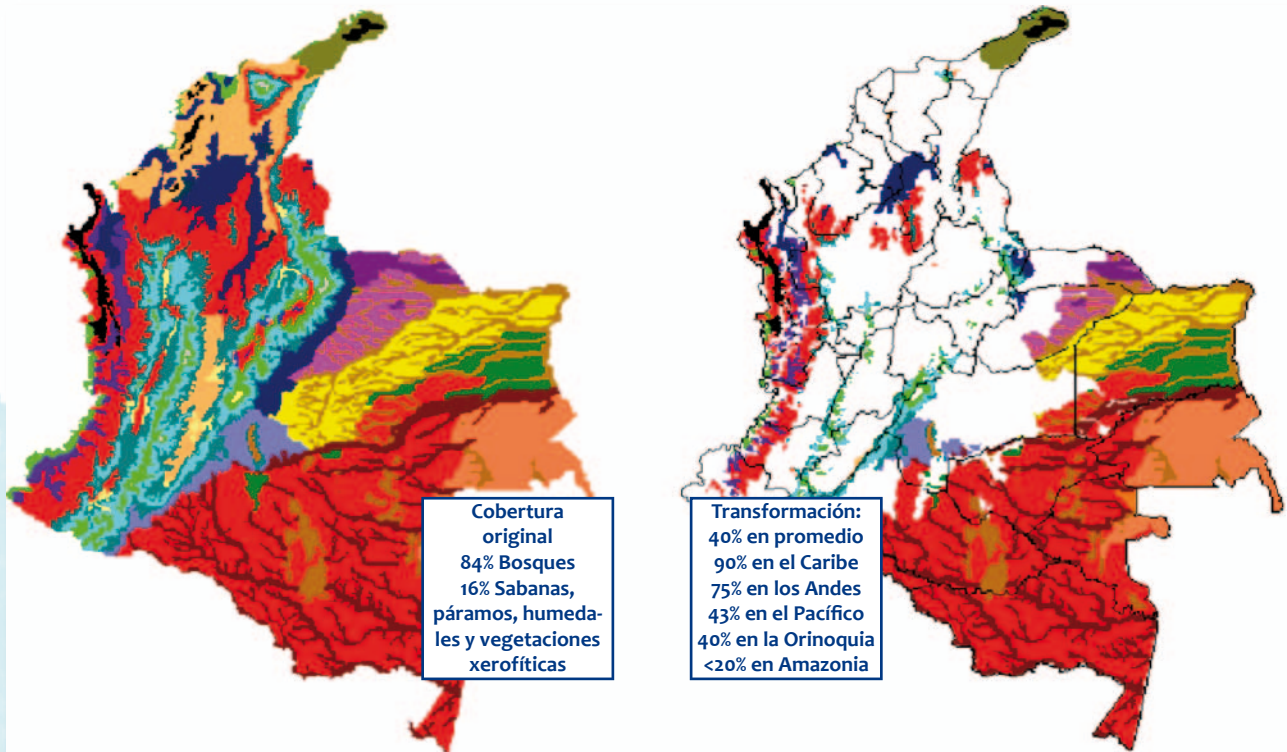 Cobertura
original
84% Bosques
16% Sabanas,
páramos, humeda-
les y vegetaciones
xerofíticas
Transformación:
40% en promedio
90% en el Caribe
75% en los Andes
43% en el Pacífico
40% en la Orinoquia
<20% en Amazonia